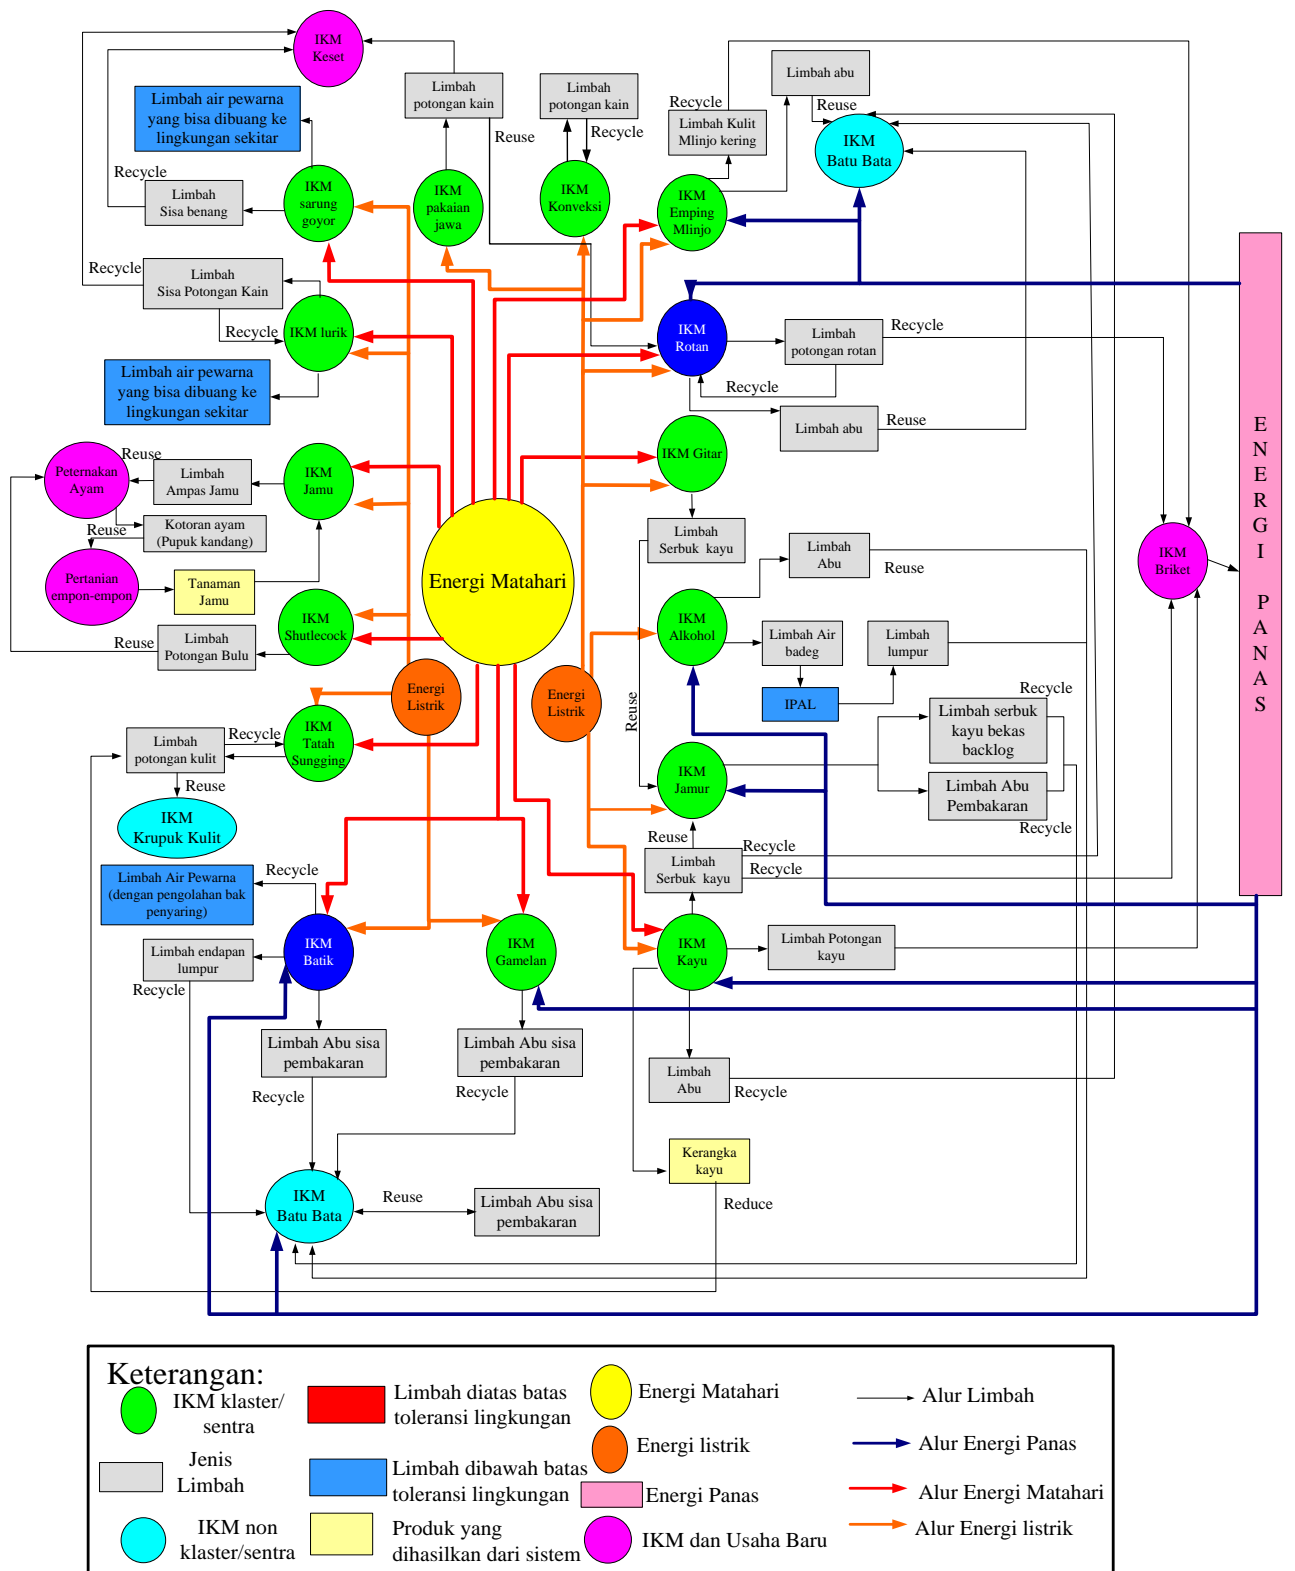 IKM
Keset
Limbah air pewarna
yang bisa dibuang ke
lingkungan sekitar
Limbah
potongan kain
Reuse
Limbah
potongan kain
Recycle
Recycle
Limbah Kulit
Mlinjo kering
Limbah abu
Reuse
IKM
Batu Bata
Recycle
Limbah
Sisa benang
IKM
sarung
goyor
IKM
pakaian
jawa
IKM
Konveksi
IKM
Emping
Mlinjo
Recycle
Limbah
Sisa Potongan Kain
Recycle
IKM lurik
IKM
Rotan
Limbah
potongan rotan
Recycle
Recycle
Limbah air pewarna
yang bisa dibuang ke
lingkungan sekitar
Limbah abu
Reuse
Peternakan
Ayam
Reuse
Limbah
Ampas Jamu
IKM
Jamu
IKM Gitar
Kotoran ayam
(Pupuk kandang)
Reuse
Limbah
Serbuk kayu
Pertanian
empon-empon
Tanaman
Jamu
Energi Matahari
Limbah
Abu
Reuse
IKM
Briket
ENERGI PANAS
IKM
Shutlecock
Reuse
Limbah
Potongan Bulu
IKM
Alkohol
Limbah Air
badeg
Limbah
lumpur
IPAL
Energi
Listrik
Energi
Listrik
Reuse
Recycle
Limbah serbuk
kayu bekas
backlog
Limbah
potongan kulit
Recycle
IKM
Tatah
Sungging
Reuse
IKM
Krupuk Kulit
IKM
Jamur
Limbah Abu
Pembakaran
Recycle
Reuse
Limbah
Serbuk kayu
Recycle
Recycle
Limbah Air Pewarna
(dengan pengolahan bak
penyaring)
Recycle
Limbah endapan
lumpur
Recycle
IKM
Batik
IKM
Gamelan
IKM
Kayu
Limbah Potongan
kayu
Limbah Abu sisa
pembakaran
Recycle
Limbah Abu sisa
pembakaran
Recycle
Limbah
Abu
Recycle
Kerangka
kayu
Reduce
IKM
Batu Bata
Reuse
Limbah Abu sisa
pembakaran
Keterangan:
IKM klaster/
sentra
Limbah diatas batas
toleransi lingkungan
Energi Matahari
Alur Limbah
Jenis
Limbah
Limbah dibawah batas
toleransi lingkungan
Energi listrik
Alur Energi Panas
Energi Panas
Alur Energi Matahari
IKM non
klaster/sentra
Produk yang
dihasilkan dari sistem
IKM dan Usaha Baru
Alur Energi listrik